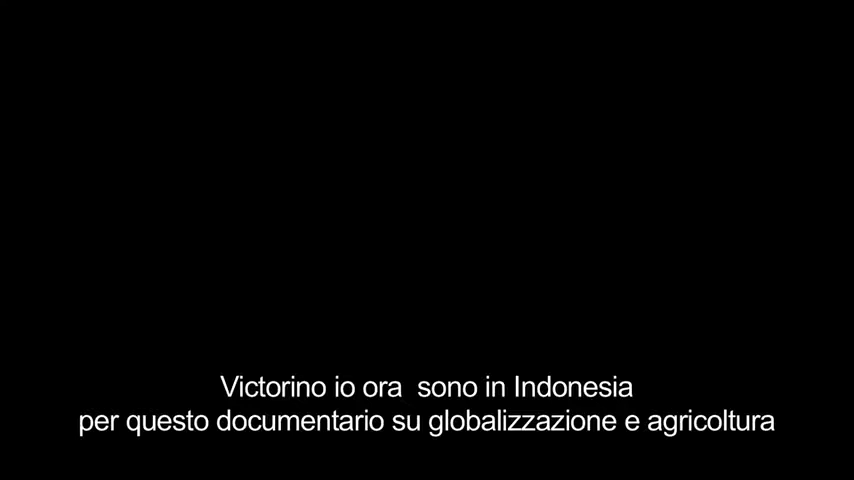 Victorino io ora  sono in Indonesia
per questo documentario su globalizzazione e agricoltura